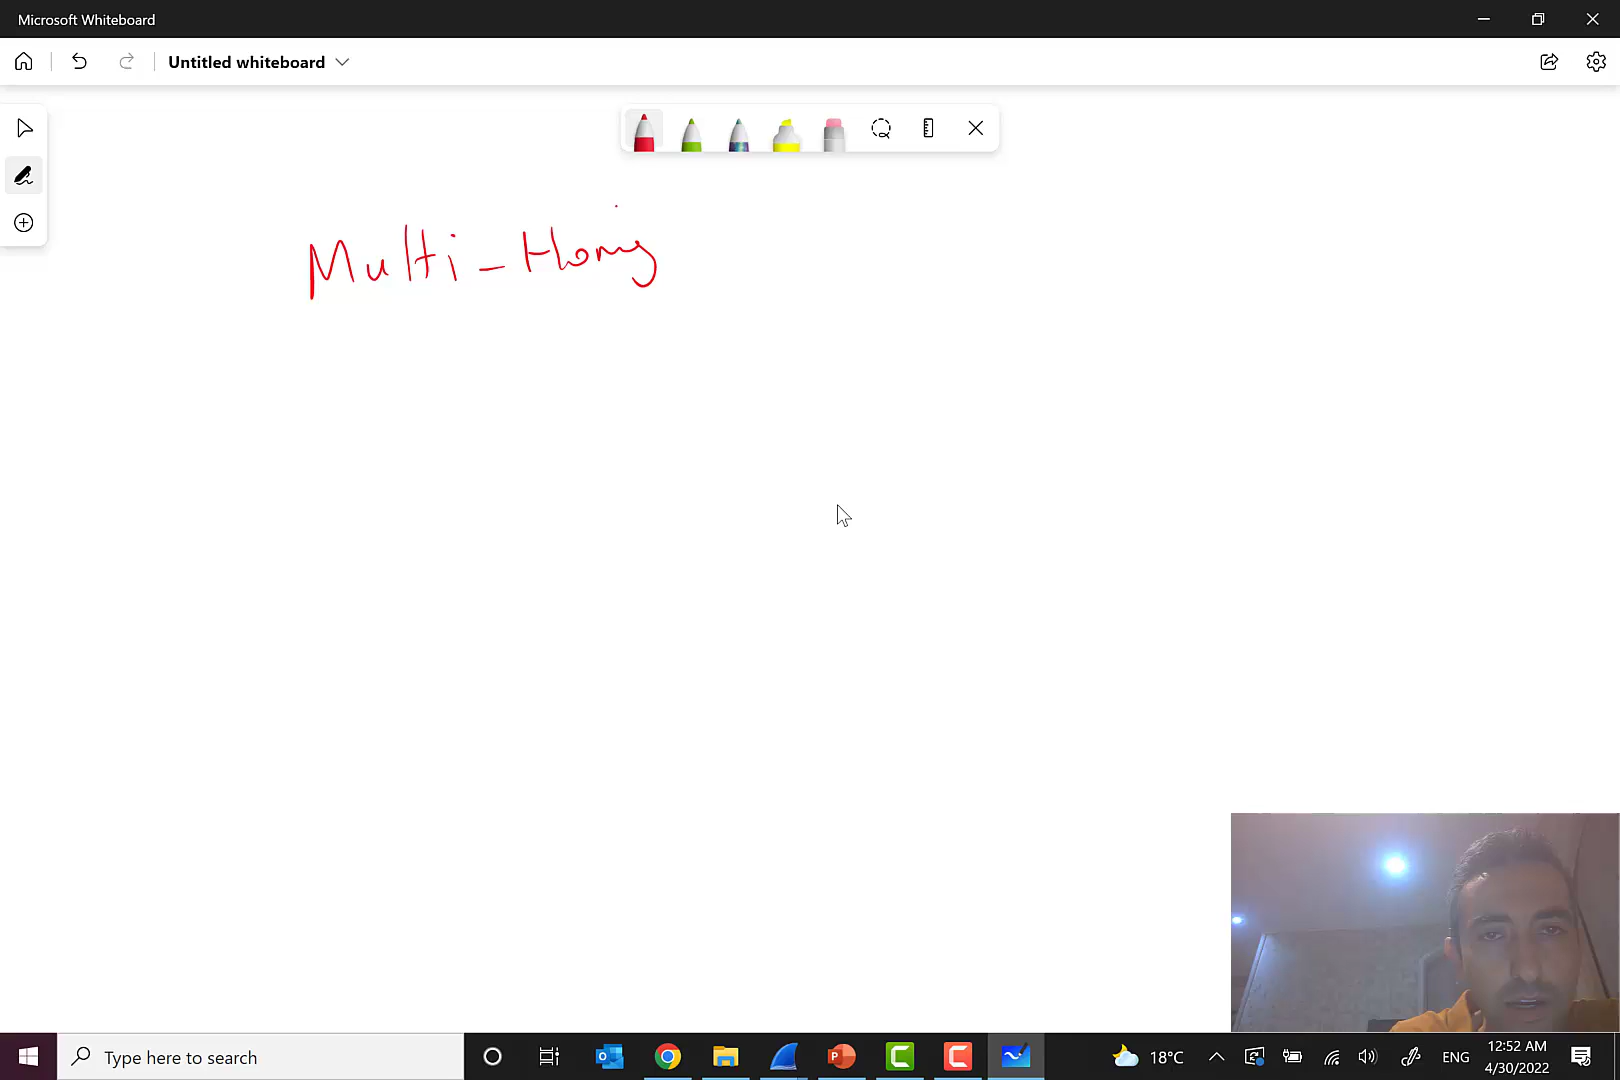 Microsoft Whiteboard
Untitled whiteboard
Multi-Homing
Type here to search
18°C
ENG
12:52 AM
4/30/2022